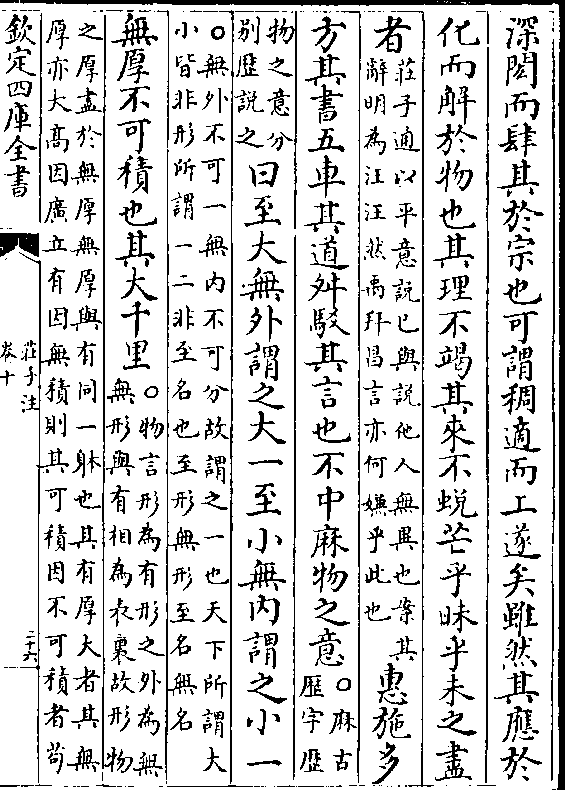 深閎而肆其於宗也可謂稠適而上遂矣雖然其應於
化而解於物也其理不竭其來不蜕芒乎昧乎未之盡
者
莊子通以平意說已與說他人無異也案其
辭明為汪汪然禹拜昌言亦何嫌乎此也
惠施多
方其書五車其道舛駁其言也不中麻物之意
○麻古
歴字歴
物之意分
别歴說之
曰至大無外謂之大一至小無内謂之小一
○無外不可一無内不可分故謂之一也天下所謂大
小皆非形所謂一二非至名也至形無形至名無名
無厚不可積也其大千里
○物言形為有形之外為無
無形與有相為表裏故形物
之厚盡於無厚無厚與有同一躰也其有厚大者其無
厚亦大高因廣立有因無積則其可積因不可積者苟
欽定四庫全書
莊子注
卷十
二十六